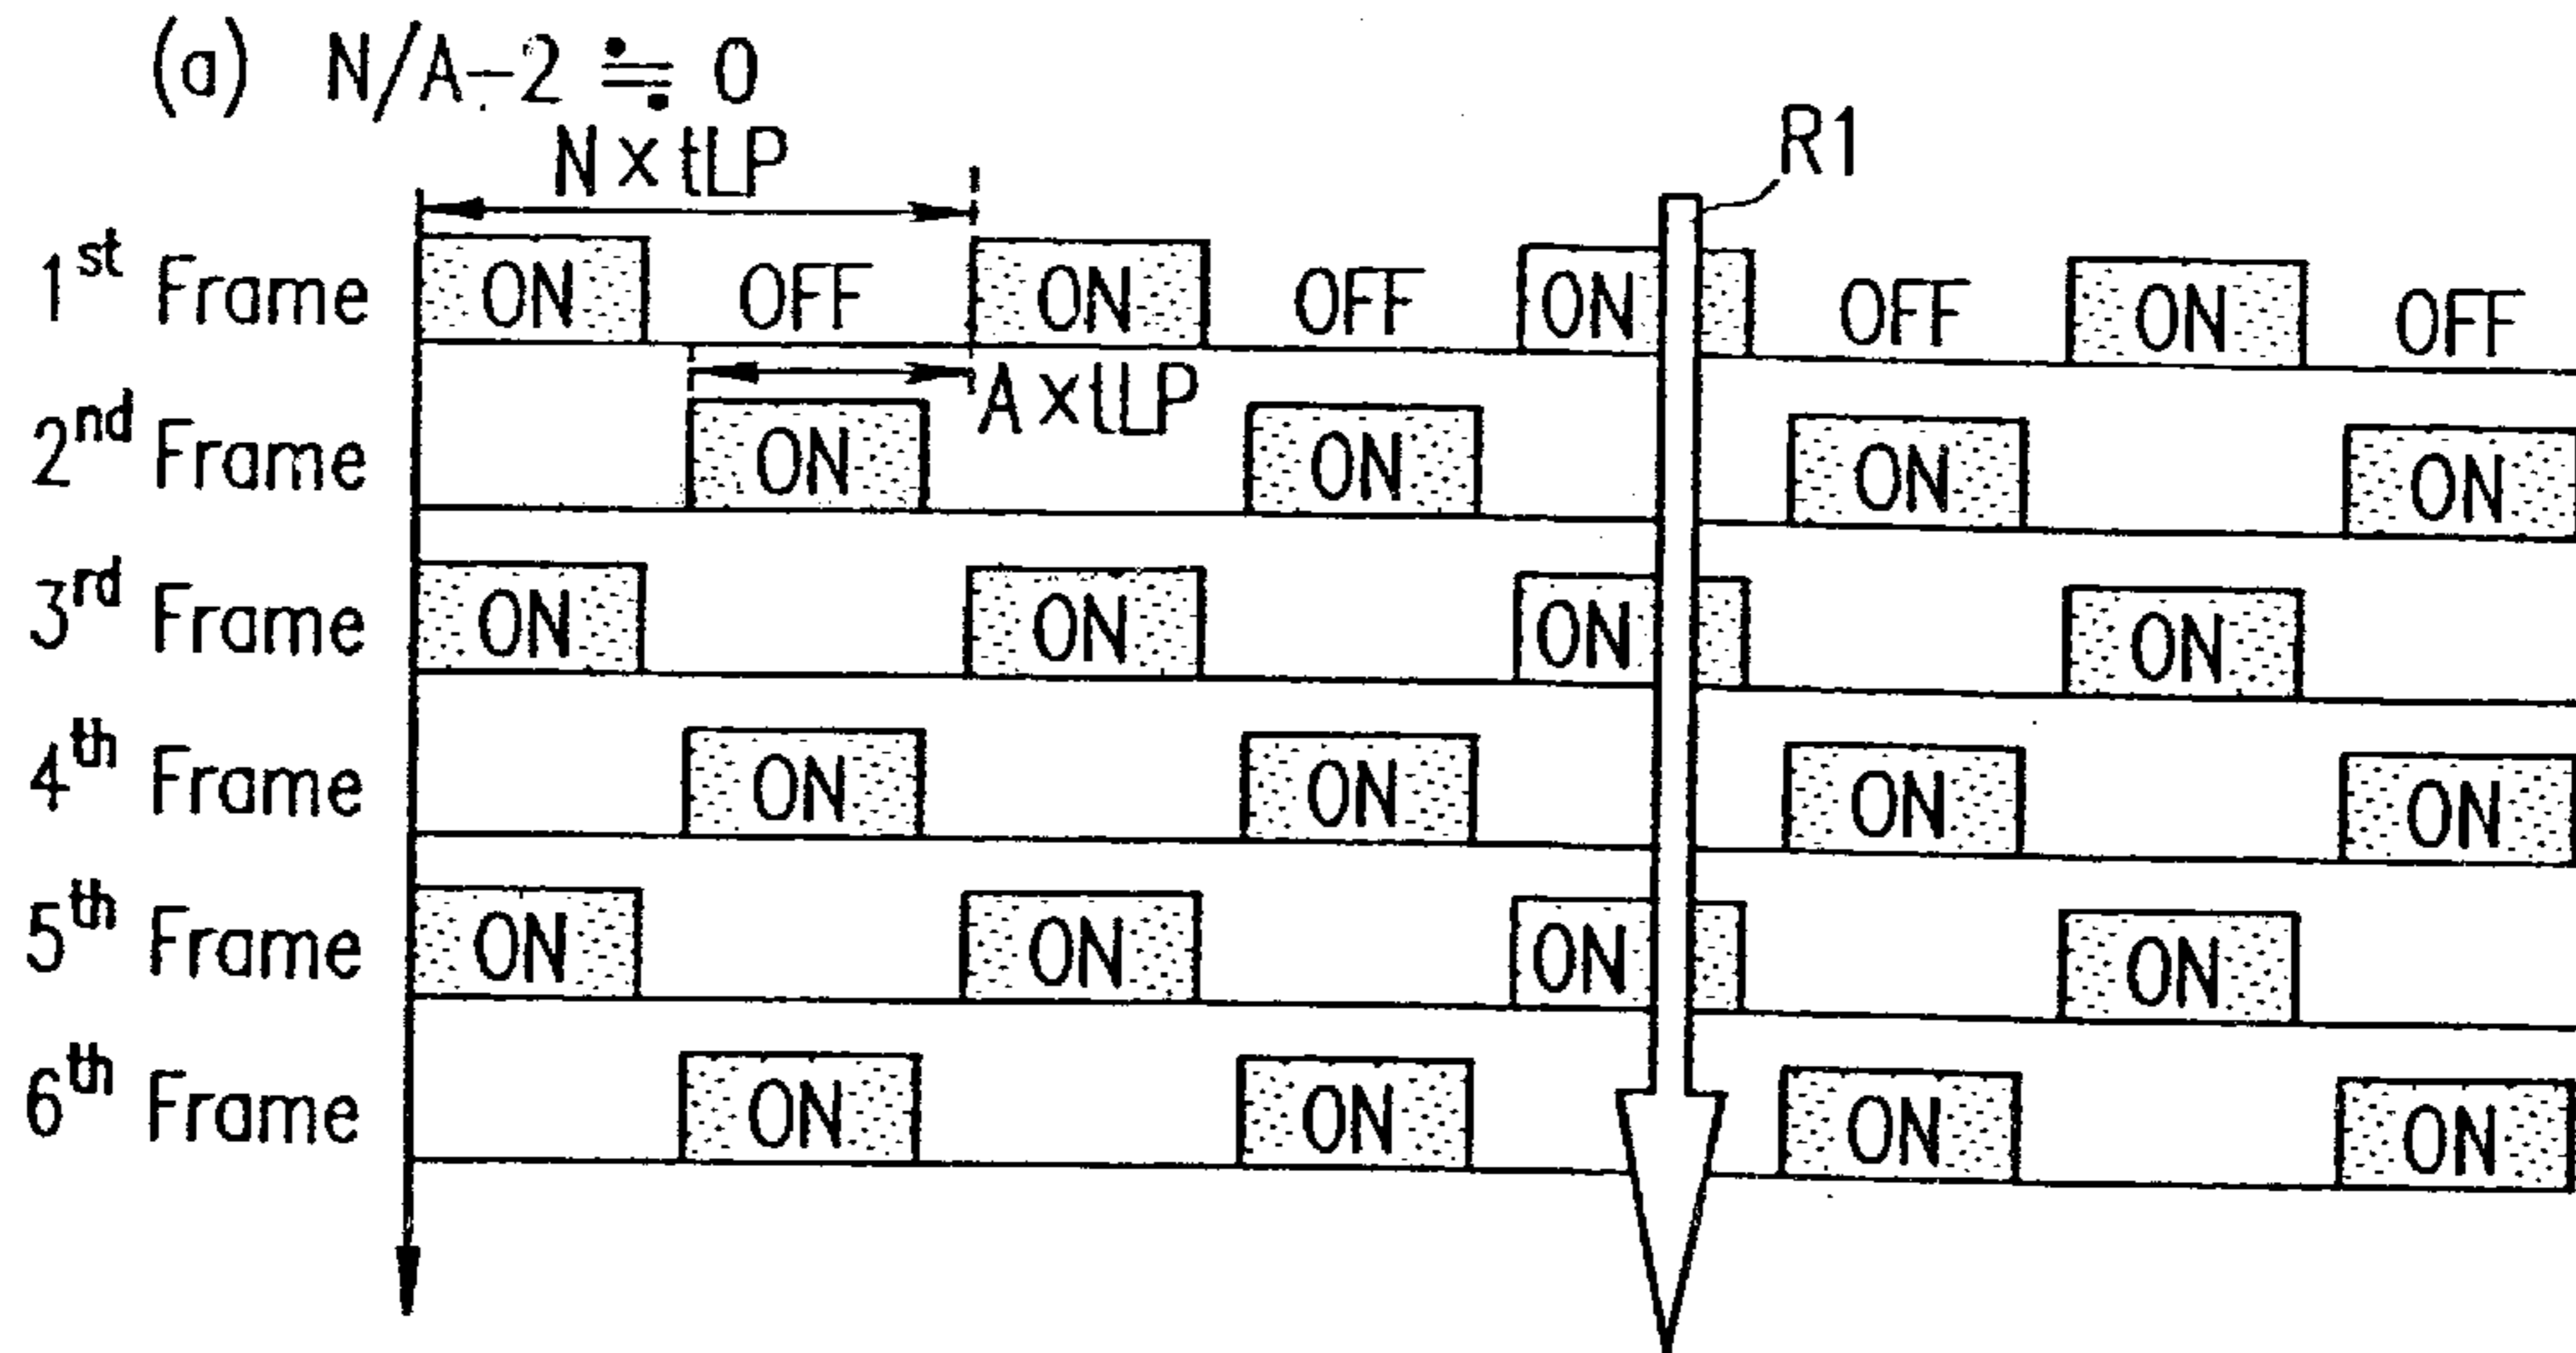 (a) N/A-2 ≒ 0
N x tLP
R1
1st Frame ON OFF ON OFF ON OFF ON OFF
A x tLP
2nd Frame ON ON ON ON
3rd Frame ON ON ON ON
4th Frame ON ON ON ON
5th Frame ON ON ON ON
6th Frame ON ON ON ON